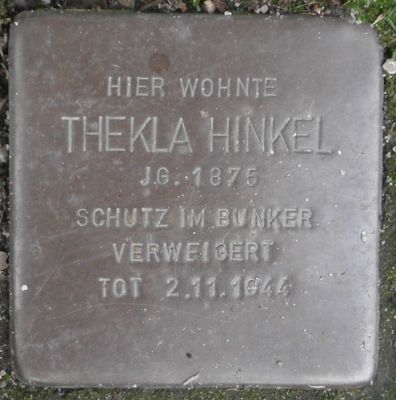 HIER WOHNTE
THEKLA HINKEL
JG. 1875
SCHUTZ IM BUNKER
VERWEIGERT
TOT 2.11.1944